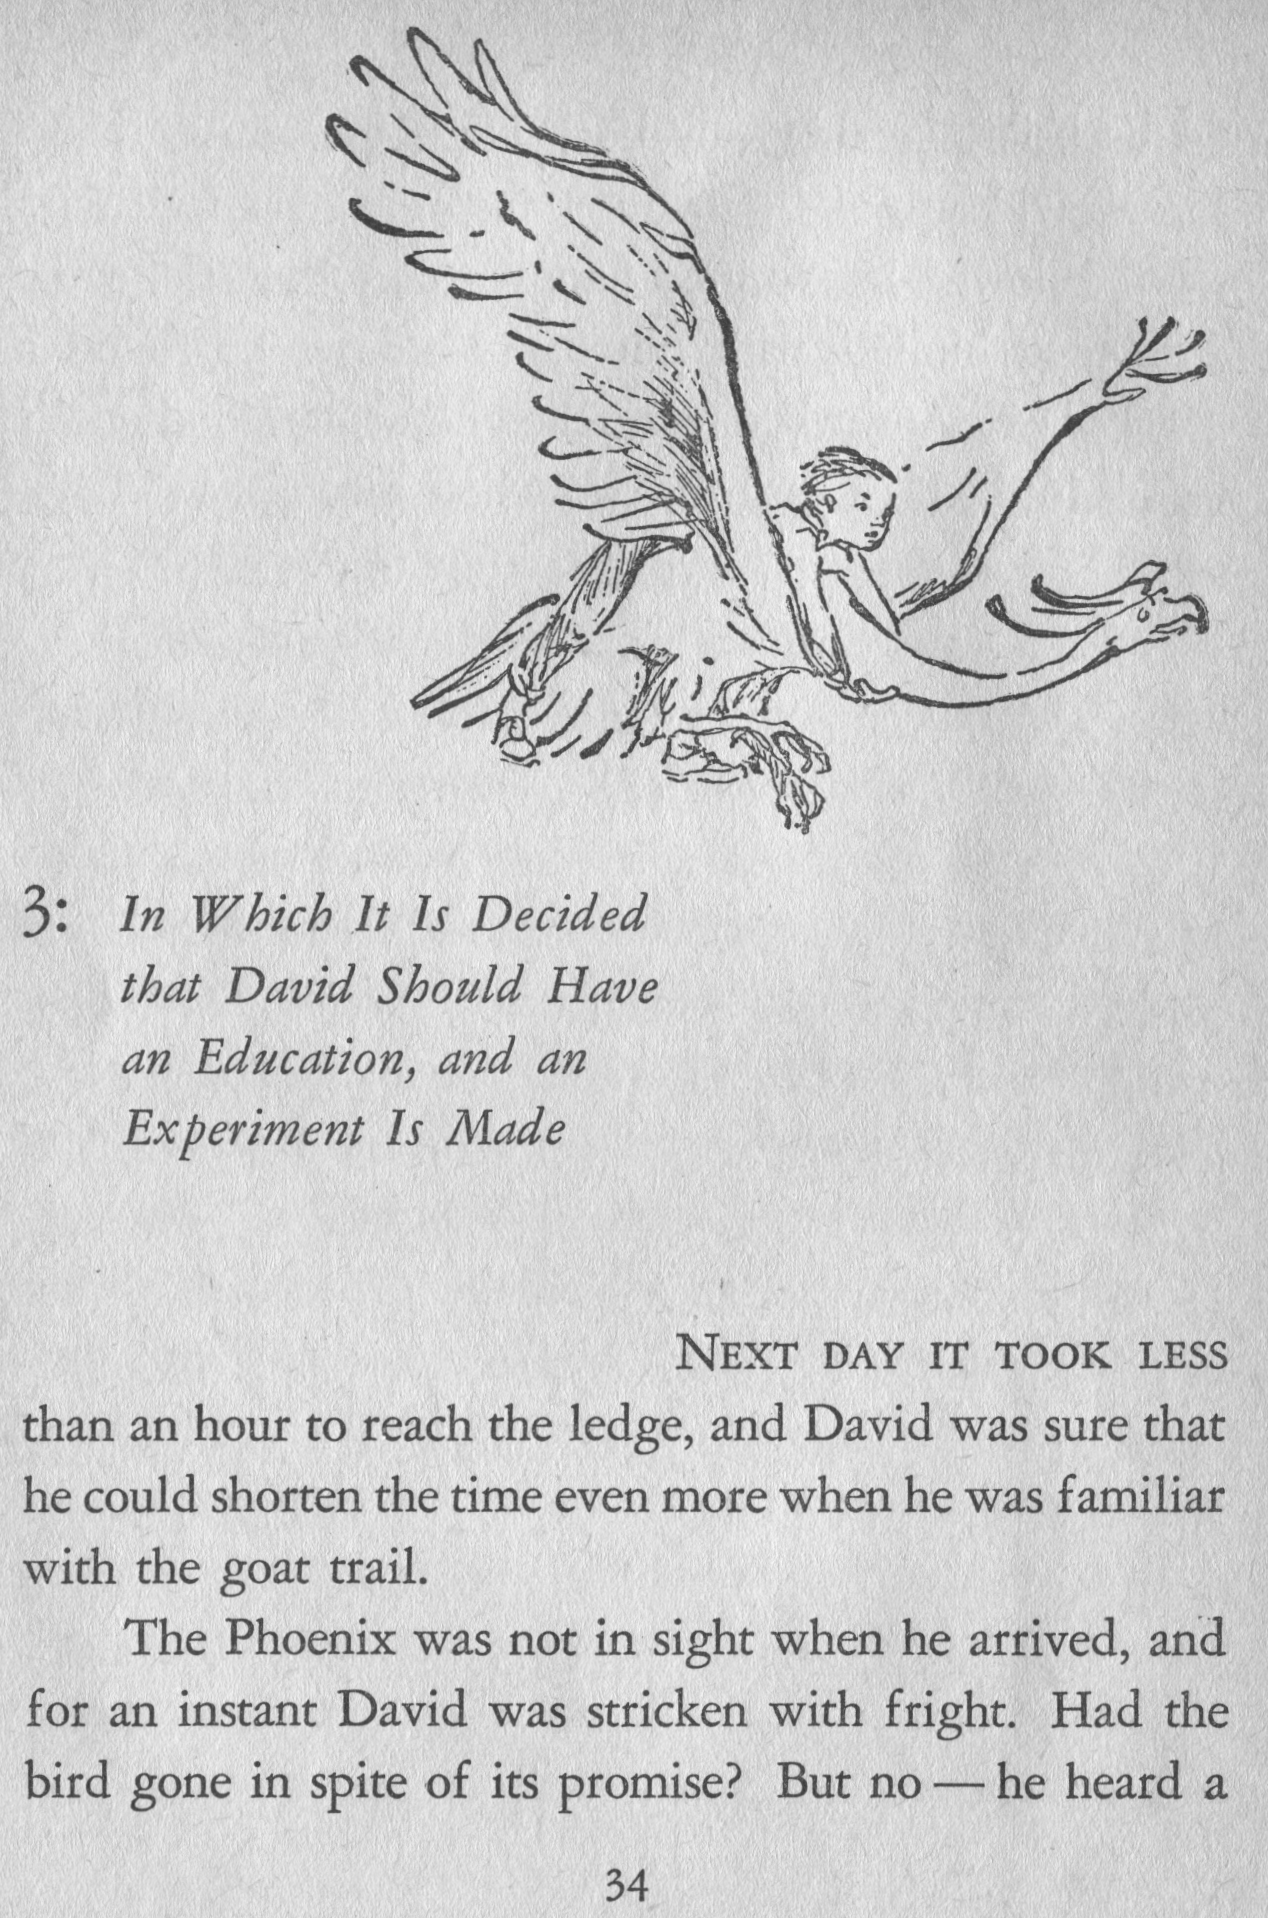 3: In Which It Is Decided
that David Should Have
an Education, and an
Experiment Is Made
NEXT DAY IT TOOK LESS
than an hour to reach the ledge, and David was sure that
he could shorten the time even more when he was familiar
with the goat trail.
The Phoenix was not in sight when he arrived, and
for an instant David was stricken with fright. Had the
bird gone in spite of its promise? But no — he heard a
34